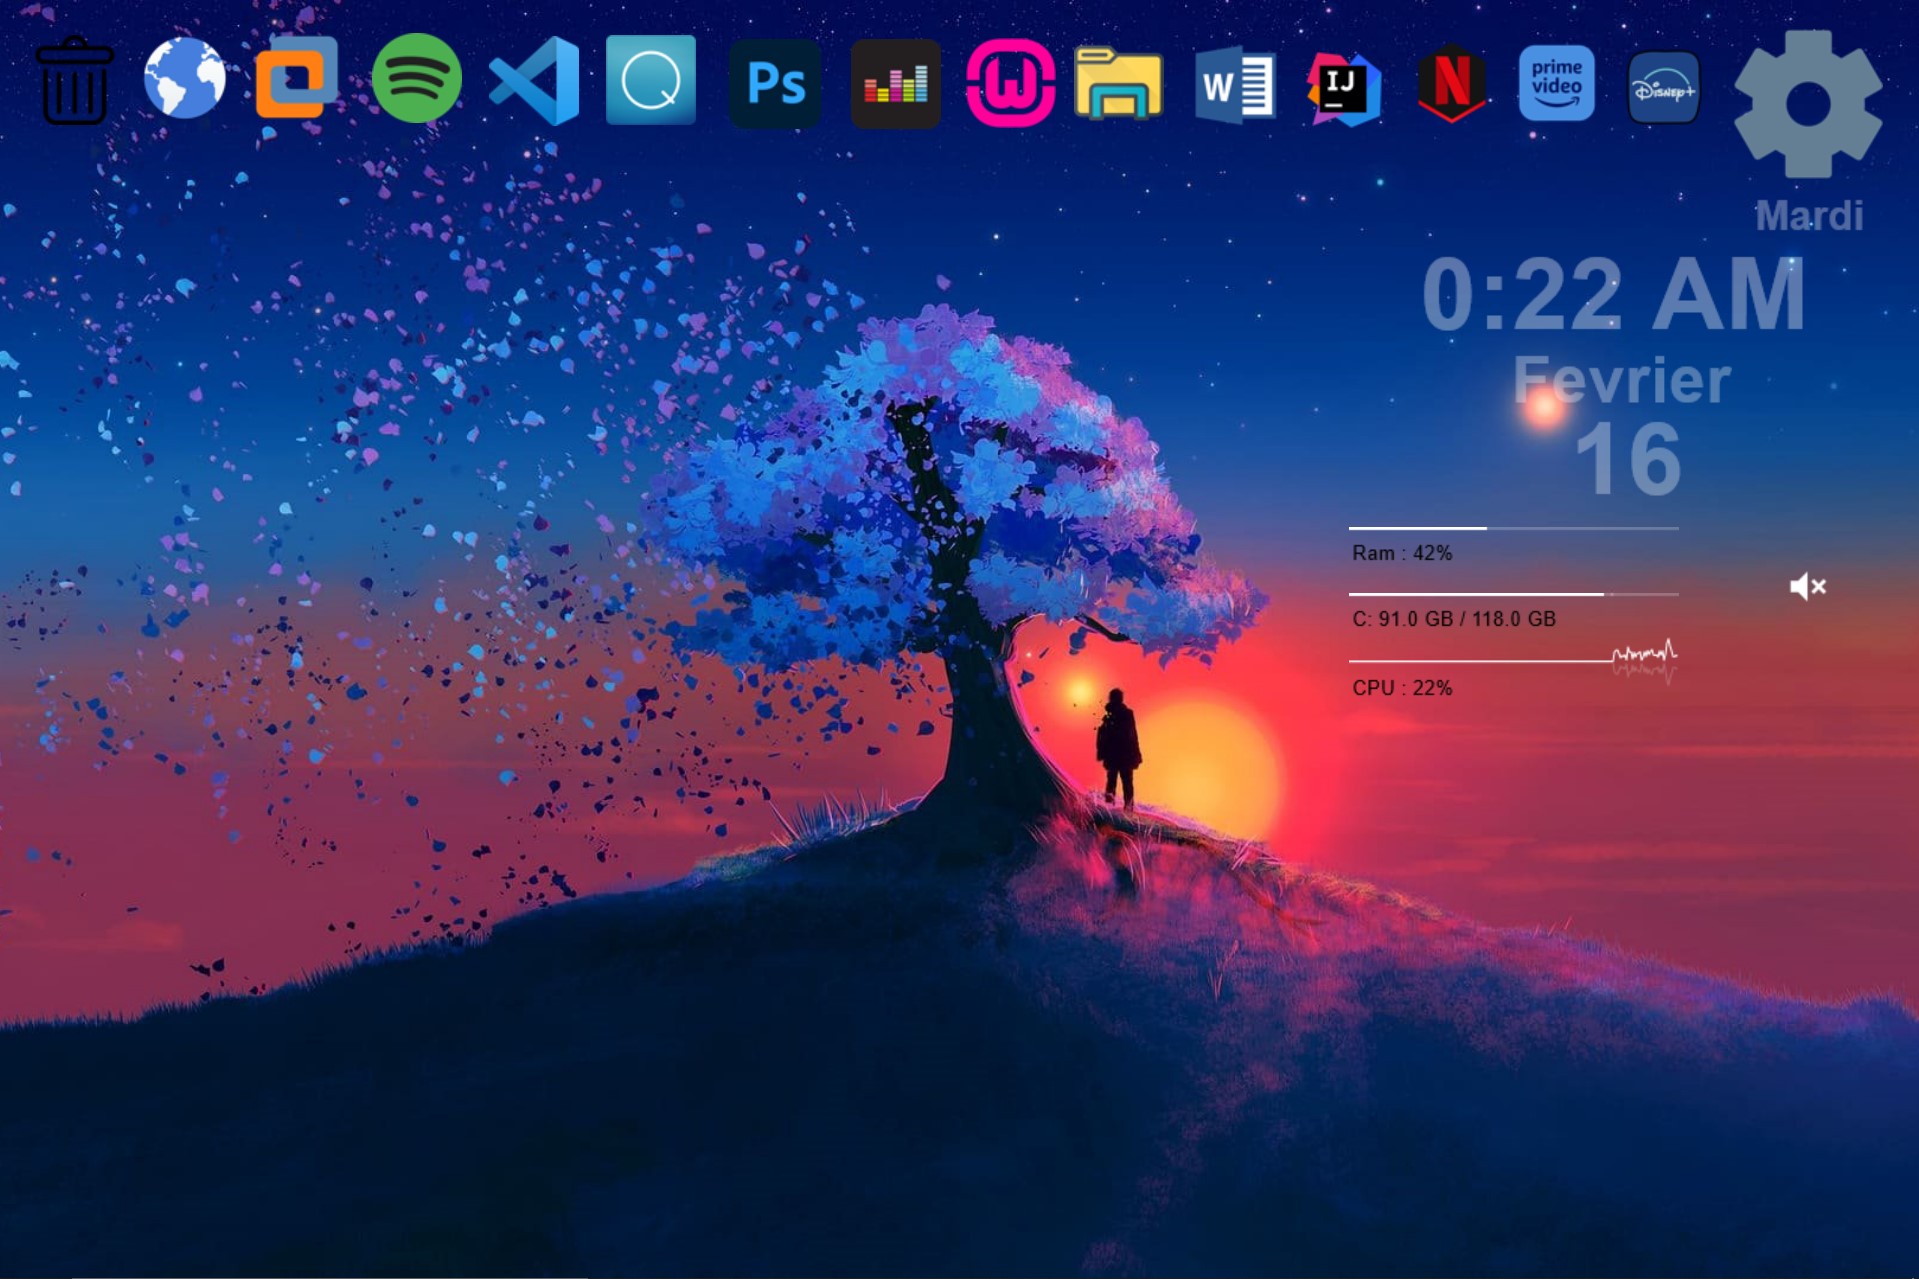 Ps
W
W
IJ
N
prime
video
Disney+
Mardi
0:22 AM
Fevrier
16
Ram : 42%
C: 91.0 GB / 118.0 GB
CPU : 22%